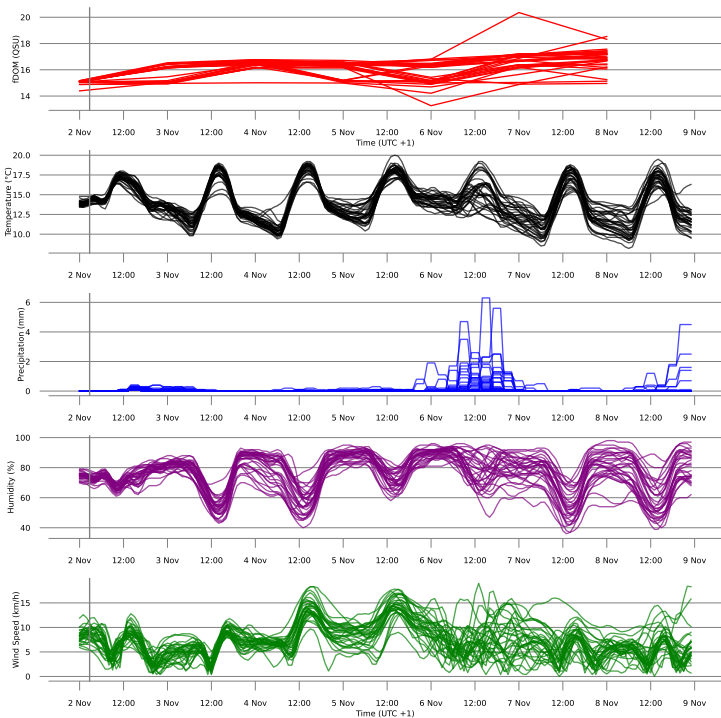 20
18
16
14
fDOM (QSU)
2 Nov 12:00 3 Nov 12:00 4 Nov 12:00 5 Nov 12:00 6 Nov 12:00 7 Nov 12:00 8 Nov 12:00 9 Nov
Time (UTC +1)
20.0
17.5
15.0
12.5
10.0
Temperature (°C)
2 Nov 12:00 3 Nov 12:00 4 Nov 12:00 5 Nov 12:00 6 Nov 12:00 7 Nov 12:00 8 Nov 12:00 9 Nov
6
4
2
0
Precipitation (mm)
2 Nov 12:00 3 Nov 12:00 4 Nov 12:00 5 Nov 12:00 6 Nov 12:00 7 Nov 12:00 8 Nov 12:00 9 Nov
100
80
60
40
Humidity (%)
2 Nov 12:00 3 Nov 12:00 4 Nov 12:00 5 Nov 12:00 6 Nov 12:00 7 Nov 12:00 8 Nov 12:00 9 Nov
15
10
5
0
Wind Speed (km/h)
2 Nov 12:00 3 Nov 12:00 4 Nov 12:00 5 Nov 12:00 6 Nov 12:00 7 Nov 12:00 8 Nov 12:00 9 Nov
Time (UTC +1)